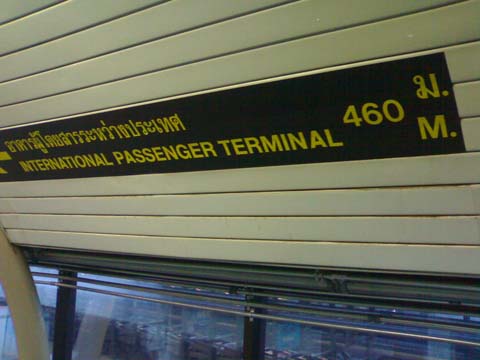 อาคารผู้โดยสารระหว่างประเทศ 460 ม.
INTERNATIONAL PASSENGER TERMINAL M.